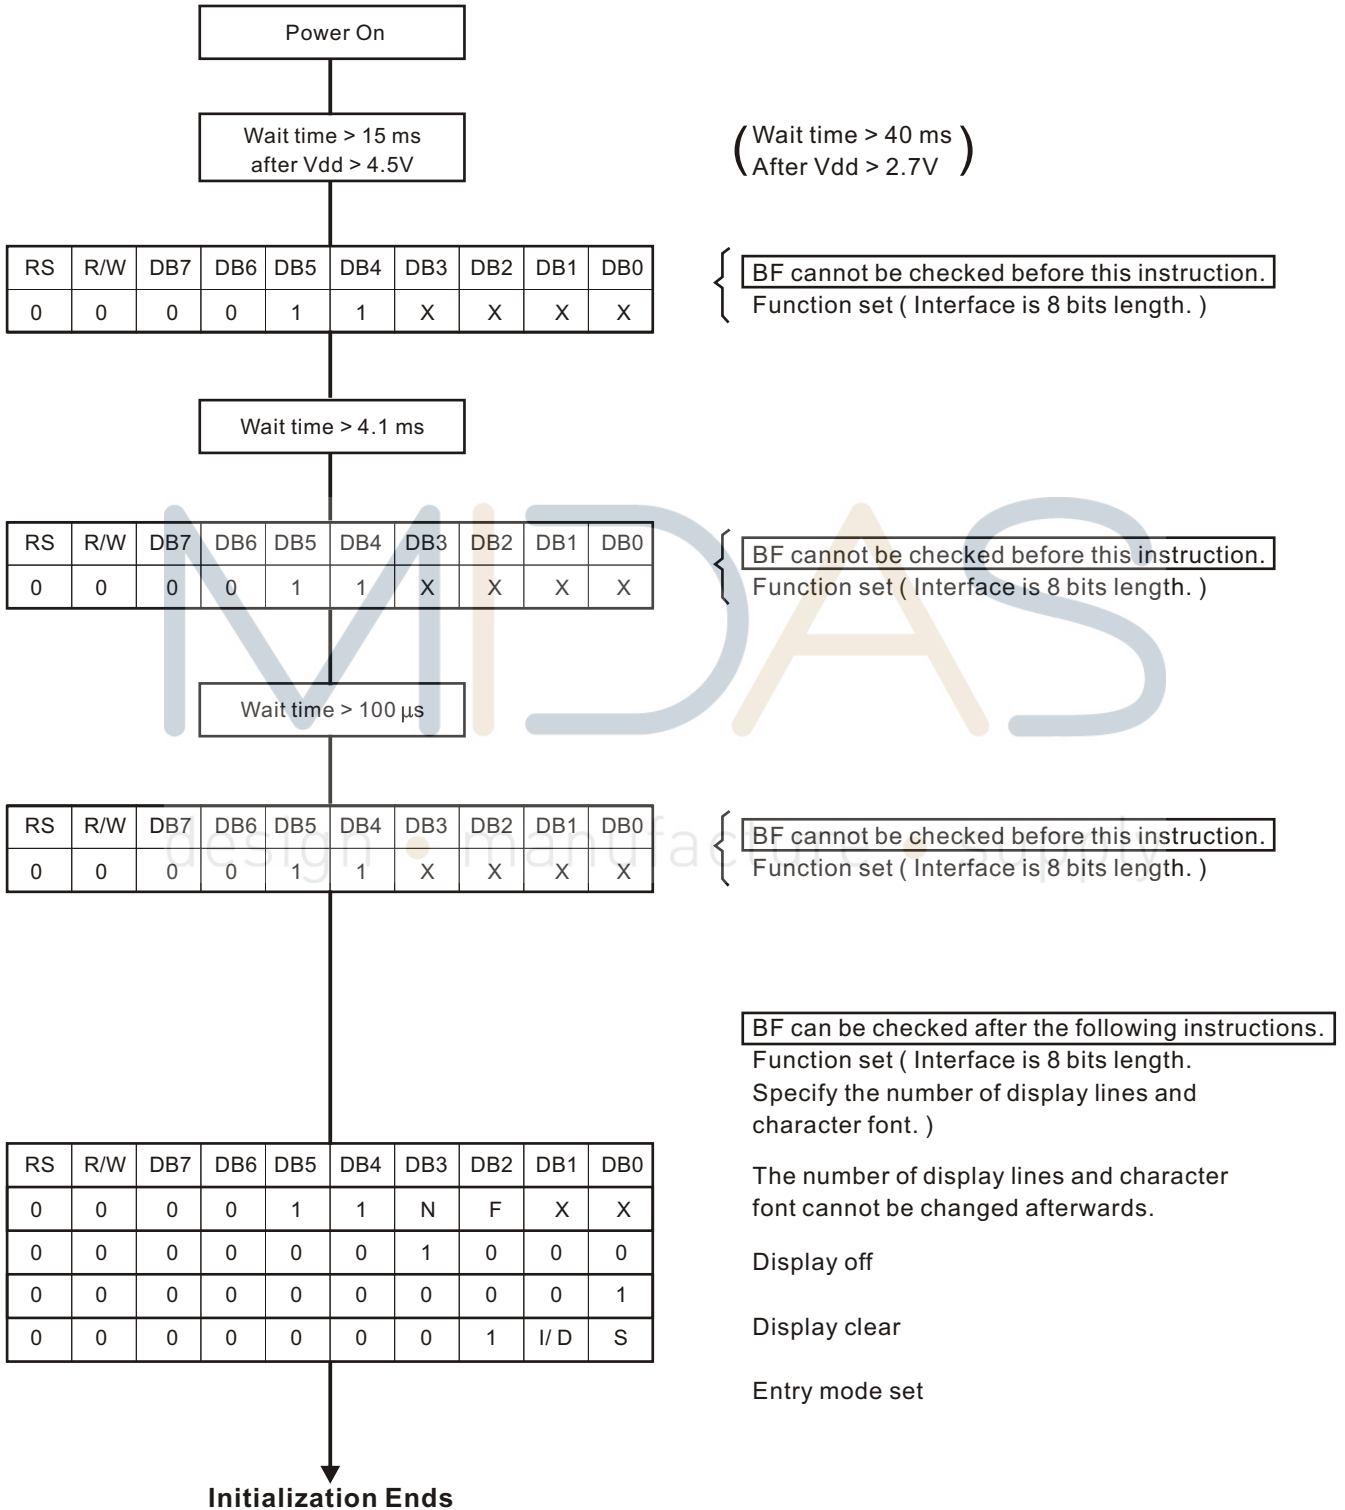 Power On
Wait time > 15 ms
after Vdd > 4.5V
( Wait time > 40 ms )
After Vdd > 2.7V
RS R/W DB7 DB6 DB5 DB4 DB3 DB2 DB1 DB0
0 0 0 0 1 1 X X X X
BF cannot be checked before this instruction.
Function set ( Interface is 8 bits length. )
Wait time > 4.1 ms
RS R/W DB7 DB6 DB5 DB4 DB3 DB2 DB1 DB0
0 0 0 0 1 1 X X X X
BF cannot be checked before this instruction.
Function set ( Interface is 8 bits length. )
MIDAS
Wait time > 100 µs
RS R/W DB7 DB6 DB5 DB4 DB3 DB2 DB1 DB0
0 0 0 0 1 1 X X X X
BF cannot be checked before this instruction.
Function set ( Interface is 8 bits length. )
design • manufacture • supply
BF can be checked after the following instructions.
Function set ( Interface is 8 bits length.
Specify the number of display lines and
character font. )
RS R/W DB7 DB6 DB5 DB4 DB3 DB2 DB1 DB0
0 0 0 0 1 1 N F X X
0 0 0 0 0 0 1 0 0 0
0 0 0 0 0 0 0 0 0 1
0 0 0 0 0 0 0 1 I/ D S
The number of display lines and character
font cannot be changed afterwards.
Display off
Display clear
Entry mode set
Initialization Ends